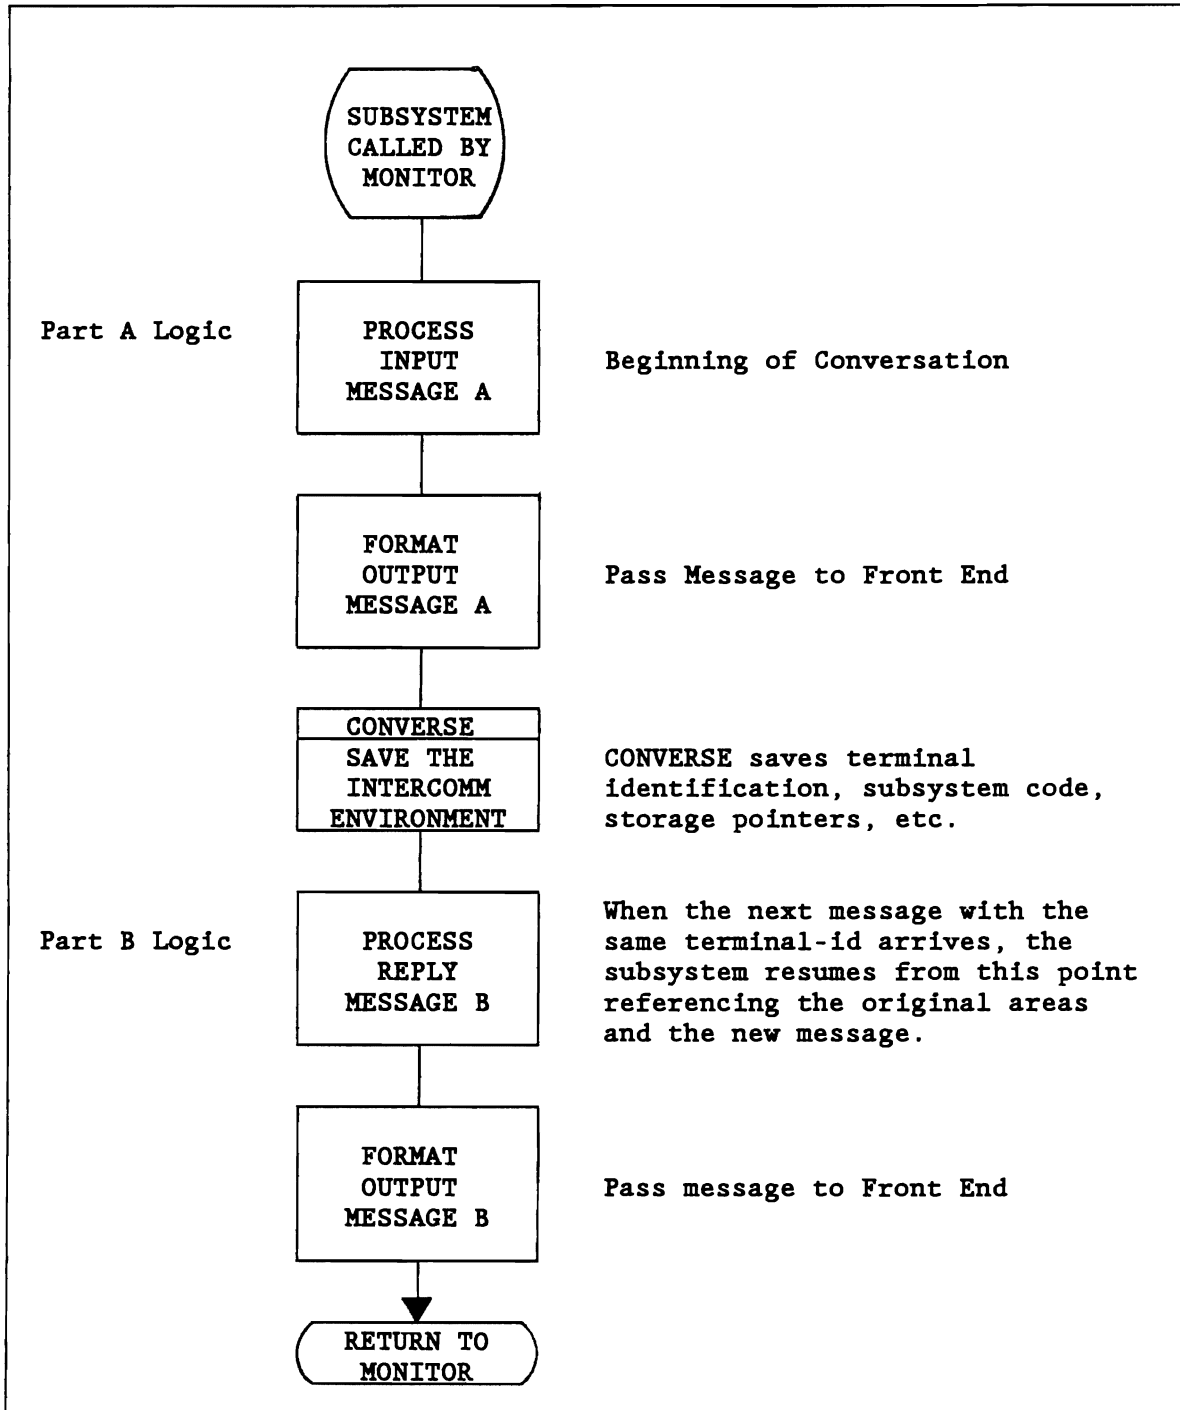 SUBSYSTEM
CALLED BY
MONITOR
Part A Logic
PROCESS
INPUT
MESSAGE A
Beginning of Conversation
FORMAT
OUTPUT
MESSAGE A
Pass Message to Front End
CONVERSE
SAVE THE
INTERCOMM
ENVIRONMENT
CONVERSE saves terminal
identification, subsystem code,
storage pointers, etc.
Part B Logic
PROCESS
REPLY
MESSAGE B
When the next message with the
same terminal-id arrives, the
subsystem resumes from this point
referencing the original areas
and the new message.
FORMAT
OUTPUT
MESSAGE B
Pass message to Front End
RETURN TO
MONITOR